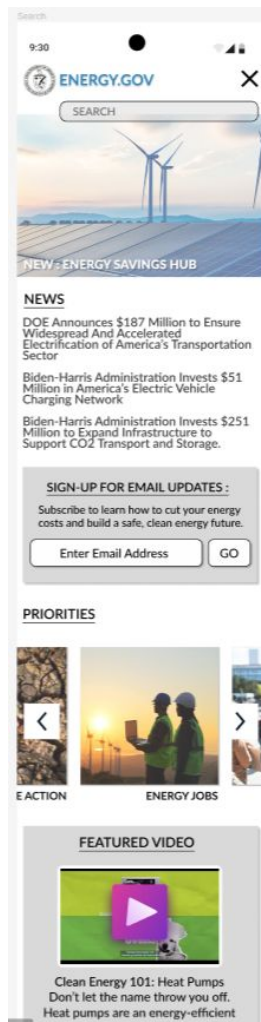 Search
9:30
ENERGY.GOV
SEARCH
NEW : ENERGY SAVINGS HUB
NEWS
DOE Announces $187 Million to Ensure
Widespread And Accelerated
Electrification of America's Transportation
Sector
Biden-Harris Administration Invests $51
Million in America's Electric Vehicle
Charging Network
Biden-Harris Administration Invests $251
Million to Expand Infrastructure to
Support CO2 Transport and Storage.
SIGN-UP FOR EMAIL UPDATES :
Subscribe to learn how to cut your energy
costs and build a safe, clean energy future.
Enter Email Address
GO
PRIORITIES
E ACTION
ENERGY JOBS
FEATURED VIDEO
Clean Energy 101: Heat Pumps
Don't let the name throw you off.
Heat pumps are an energy-efficient